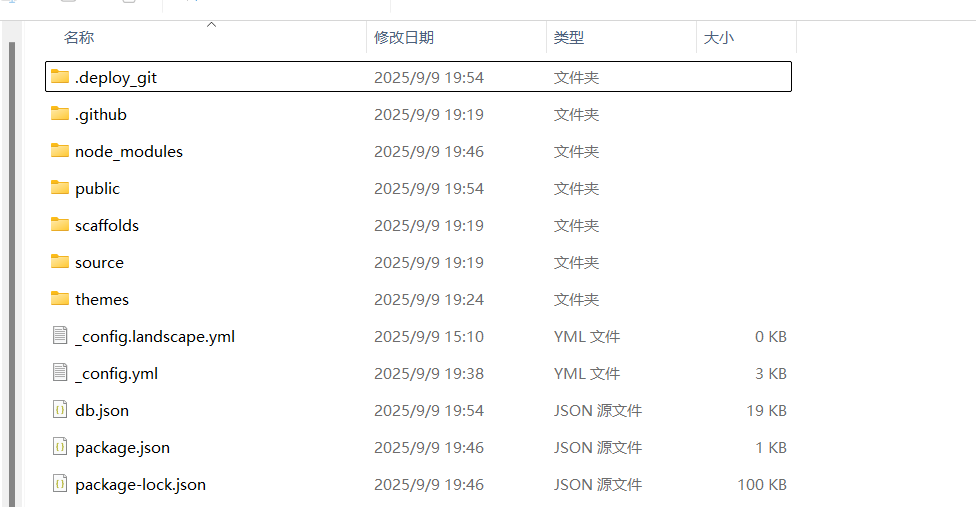 名称 修改日期 类型 大小
.deploy_git 2025/9/9 19:54 文件夹
.github 2025/9/9 19:19 文件夹
node_modules 2025/9/9 19:46 文件夹
public 2025/9/9 19:54 文件夹
scaffolds 2025/9/9 19:19 文件夹
source 2025/9/9 19:19 文件夹
themes 2025/9/9 19:24 文件夹
_config.landscape.yml 2025/9/9 15:10 YML 文件 0 KB
_config.yml 2025/9/9 19:38 YML 文件 3 KB
db.json 2025/9/9 19:54 JSON 源文件 19 KB
package.json 2025/9/9 19:46 JSON 源文件 1 KB
package-lock.json 2025/9/9 19:46 JSON 源文件 100 KB